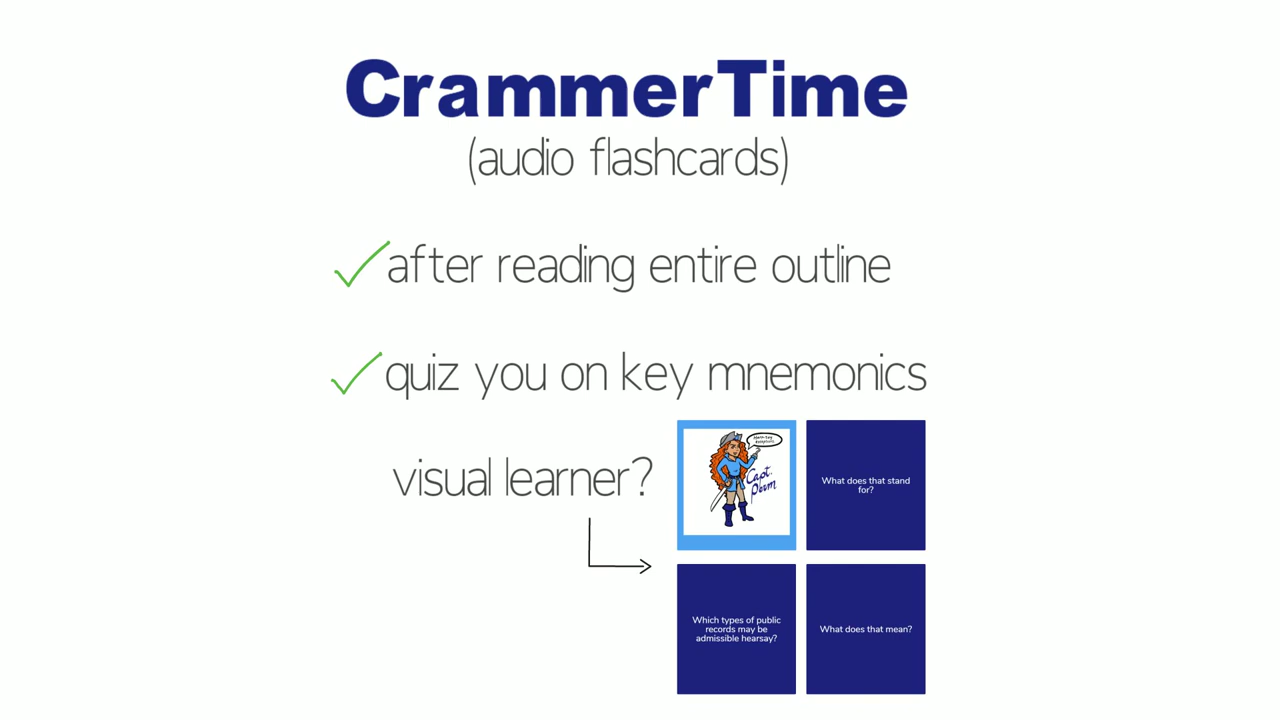 CrammerTime
(audio flashcards)
after reading entire outline
quiz you on key mnemonics
visual learner?
Capt.
What does that stand
for?
Which types of public
records may be
admissible hearsay?
What does that mean?